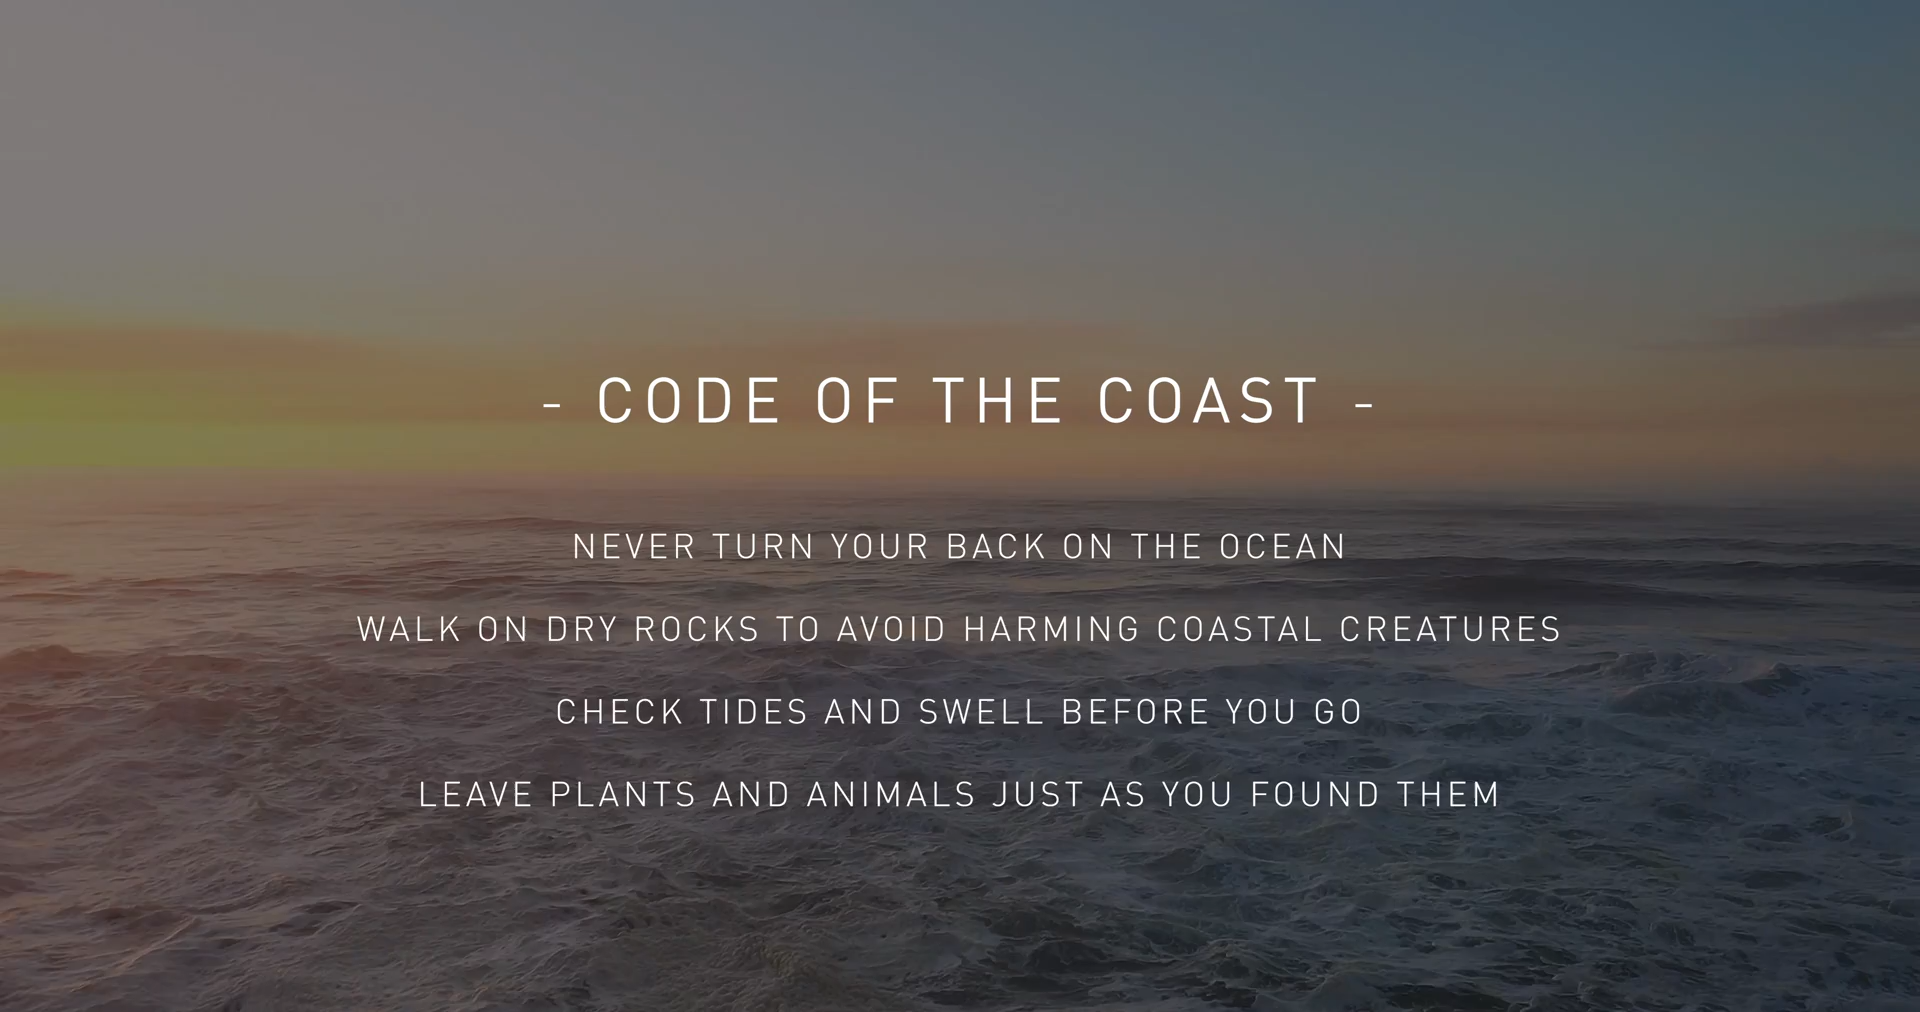 - CODE OF THE COAST -
NEVER TURN YOUR BACK ON THE OCEAN
WALK ON DRY ROCKS TO AVOID HARMING COASTAL CREATURES
CHECK TIDES AND SWELL BEFORE YOU GO
LEAVE PLANTS AND ANIMALS JUST AS YOU FOUND THEM